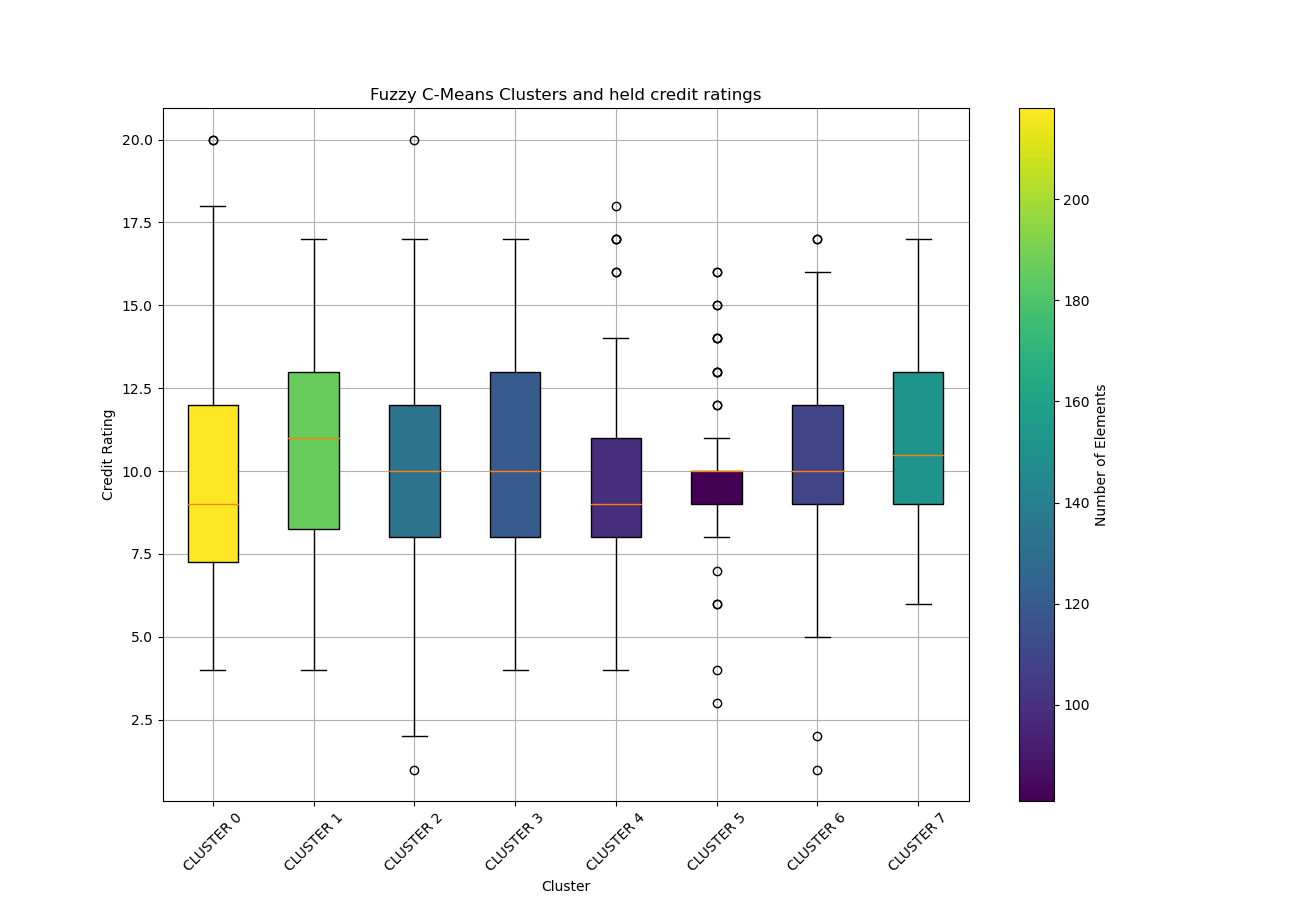 Fuzzy C-Means Clusters and held credit ratings
20.0
17.5
15.0
12.5
10.0
7.5
5.0
2.5
Credit Rating
CLUSTER 0
CLUSTER 1
CLUSTER 2
CLUSTER 3
CLUSTER 4
CLUSTER 5
CLUSTER 6
CLUSTER 7
Cluster
200
180
160
140
120
100
Number of Elements